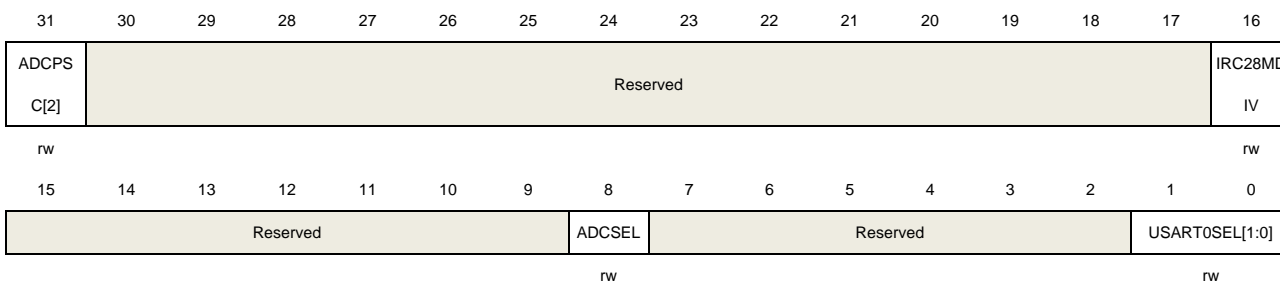 31 30 29 28 27 26 25 24 23 22 21 20 19 18 17 16
ADCPS
C[2]
Reserved
IRC28MD
IV
rw rw
15 14 13 12 11 10 9 8 7 6 5 4 3 2 1 0
Reserved ADCSEL Reserved USART0SEL[1:0]
rw rw